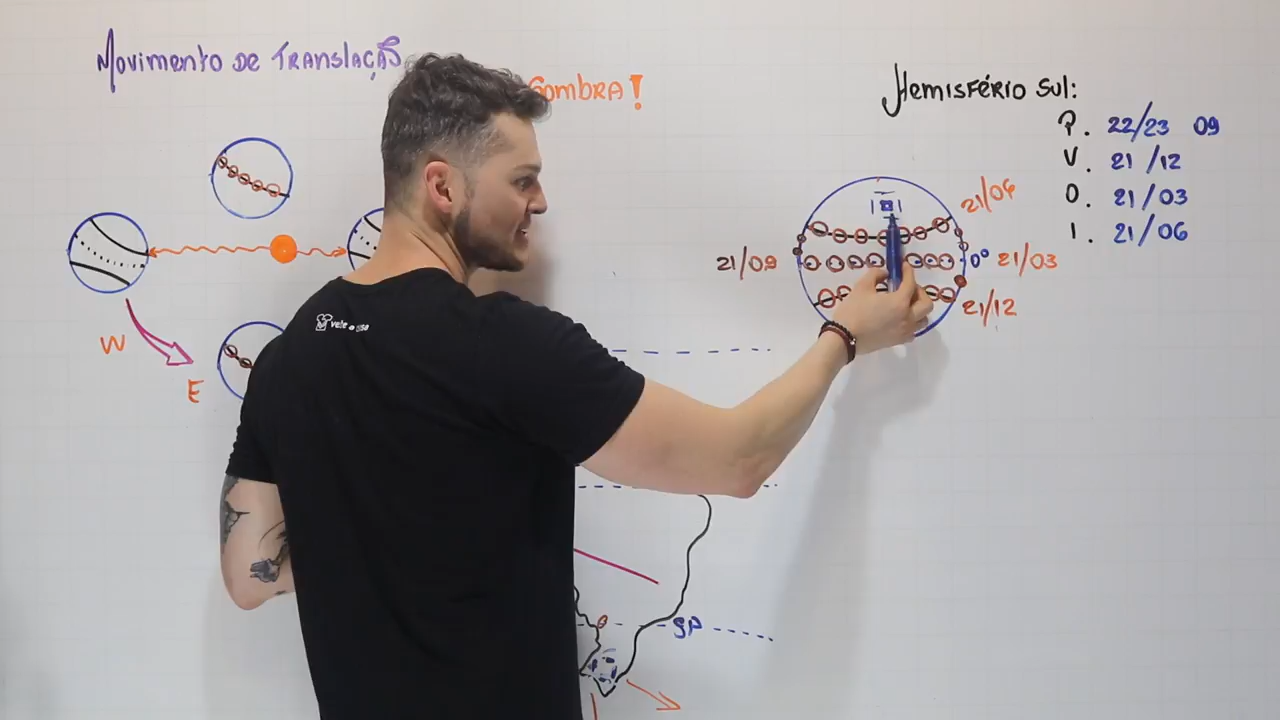 Movimento de Translação
Sombra!
Hemisfério Sul:
P. 22/23 09
V. 21/12
O. 21/03
I. 21/06
21/06
21/09
0° 21/03
21/12
W
E
SP